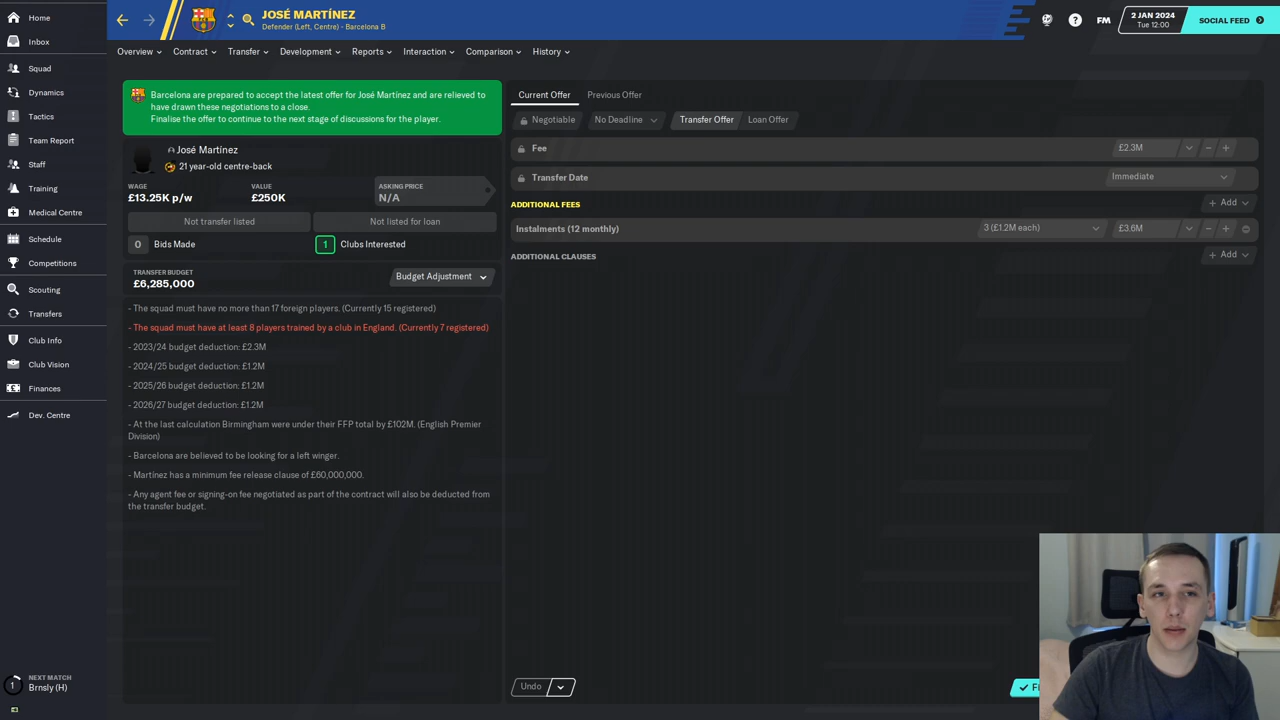 Home
Inbox
Squad
Dynamics
Tactics
Team Report
Staff
Training
Medical Centre
Schedule
Competitions
Scouting
Transfers
Club Info
Club Vision
Finances
Dev. Centre
NEXT MATCH
1
Brnsly (H)
JOSÉ MARTÍNEZ
Defender (Left, Centre) - Barcelona B
?
FM
2 JAN 2024
Tue 12:00
SOCIAL FEED
Overview
Contract
Transfer
Development
Reports
Interaction
Comparison
History
Barcelona are prepared to accept the latest offer for José Martínez and are relieved to
have drawn these negotiations to a close.
Finalise the offer to continue to the next stage of discussions for the player.
José Martínez
21 year-old centre-back
WAGE
£13.25K p/w
VALUE
£250K
ASKING PRICE
N/A
Not transfer listed
Not listed for loan
0 Bids Made
1 Clubs Interested
TRANSFER BUDGET
£6,285,000
Budget Adjustment
- The squad must have no more than 17 foreign players. (Currently 15 registered)
- The squad must have at least 8 players trained by a club in England. (Currently 7 registered)
- 2023/24 budget deduction: £2.3M
- 2024/25 budget deduction: £1.2M
- 2025/26 budget deduction: £1.2M
- 2026/27 budget deduction: £1.2M
- At the last calculation Birmingham were under their FFP total by £102M. (English Premier
Division)
- Barcelona are believed to be looking for a left winger.
- Martínez has a minimum fee release clause of £60,000,000.
- Any agent fee or signing-on fee negotiated as part of the contract will also be deducted from
the transfer budget.
Current Offer
Previous Offer
Negotiable
No Deadline
Transfer Offer
Loan Offer
Fee
£2.3M
Transfer Date
Immediate
ADDITIONAL FEES
Add
Instalments (12 monthly)
3 (£1.2M each)
£3.6M
ADDITIONAL CLAUSES
Add
Undo